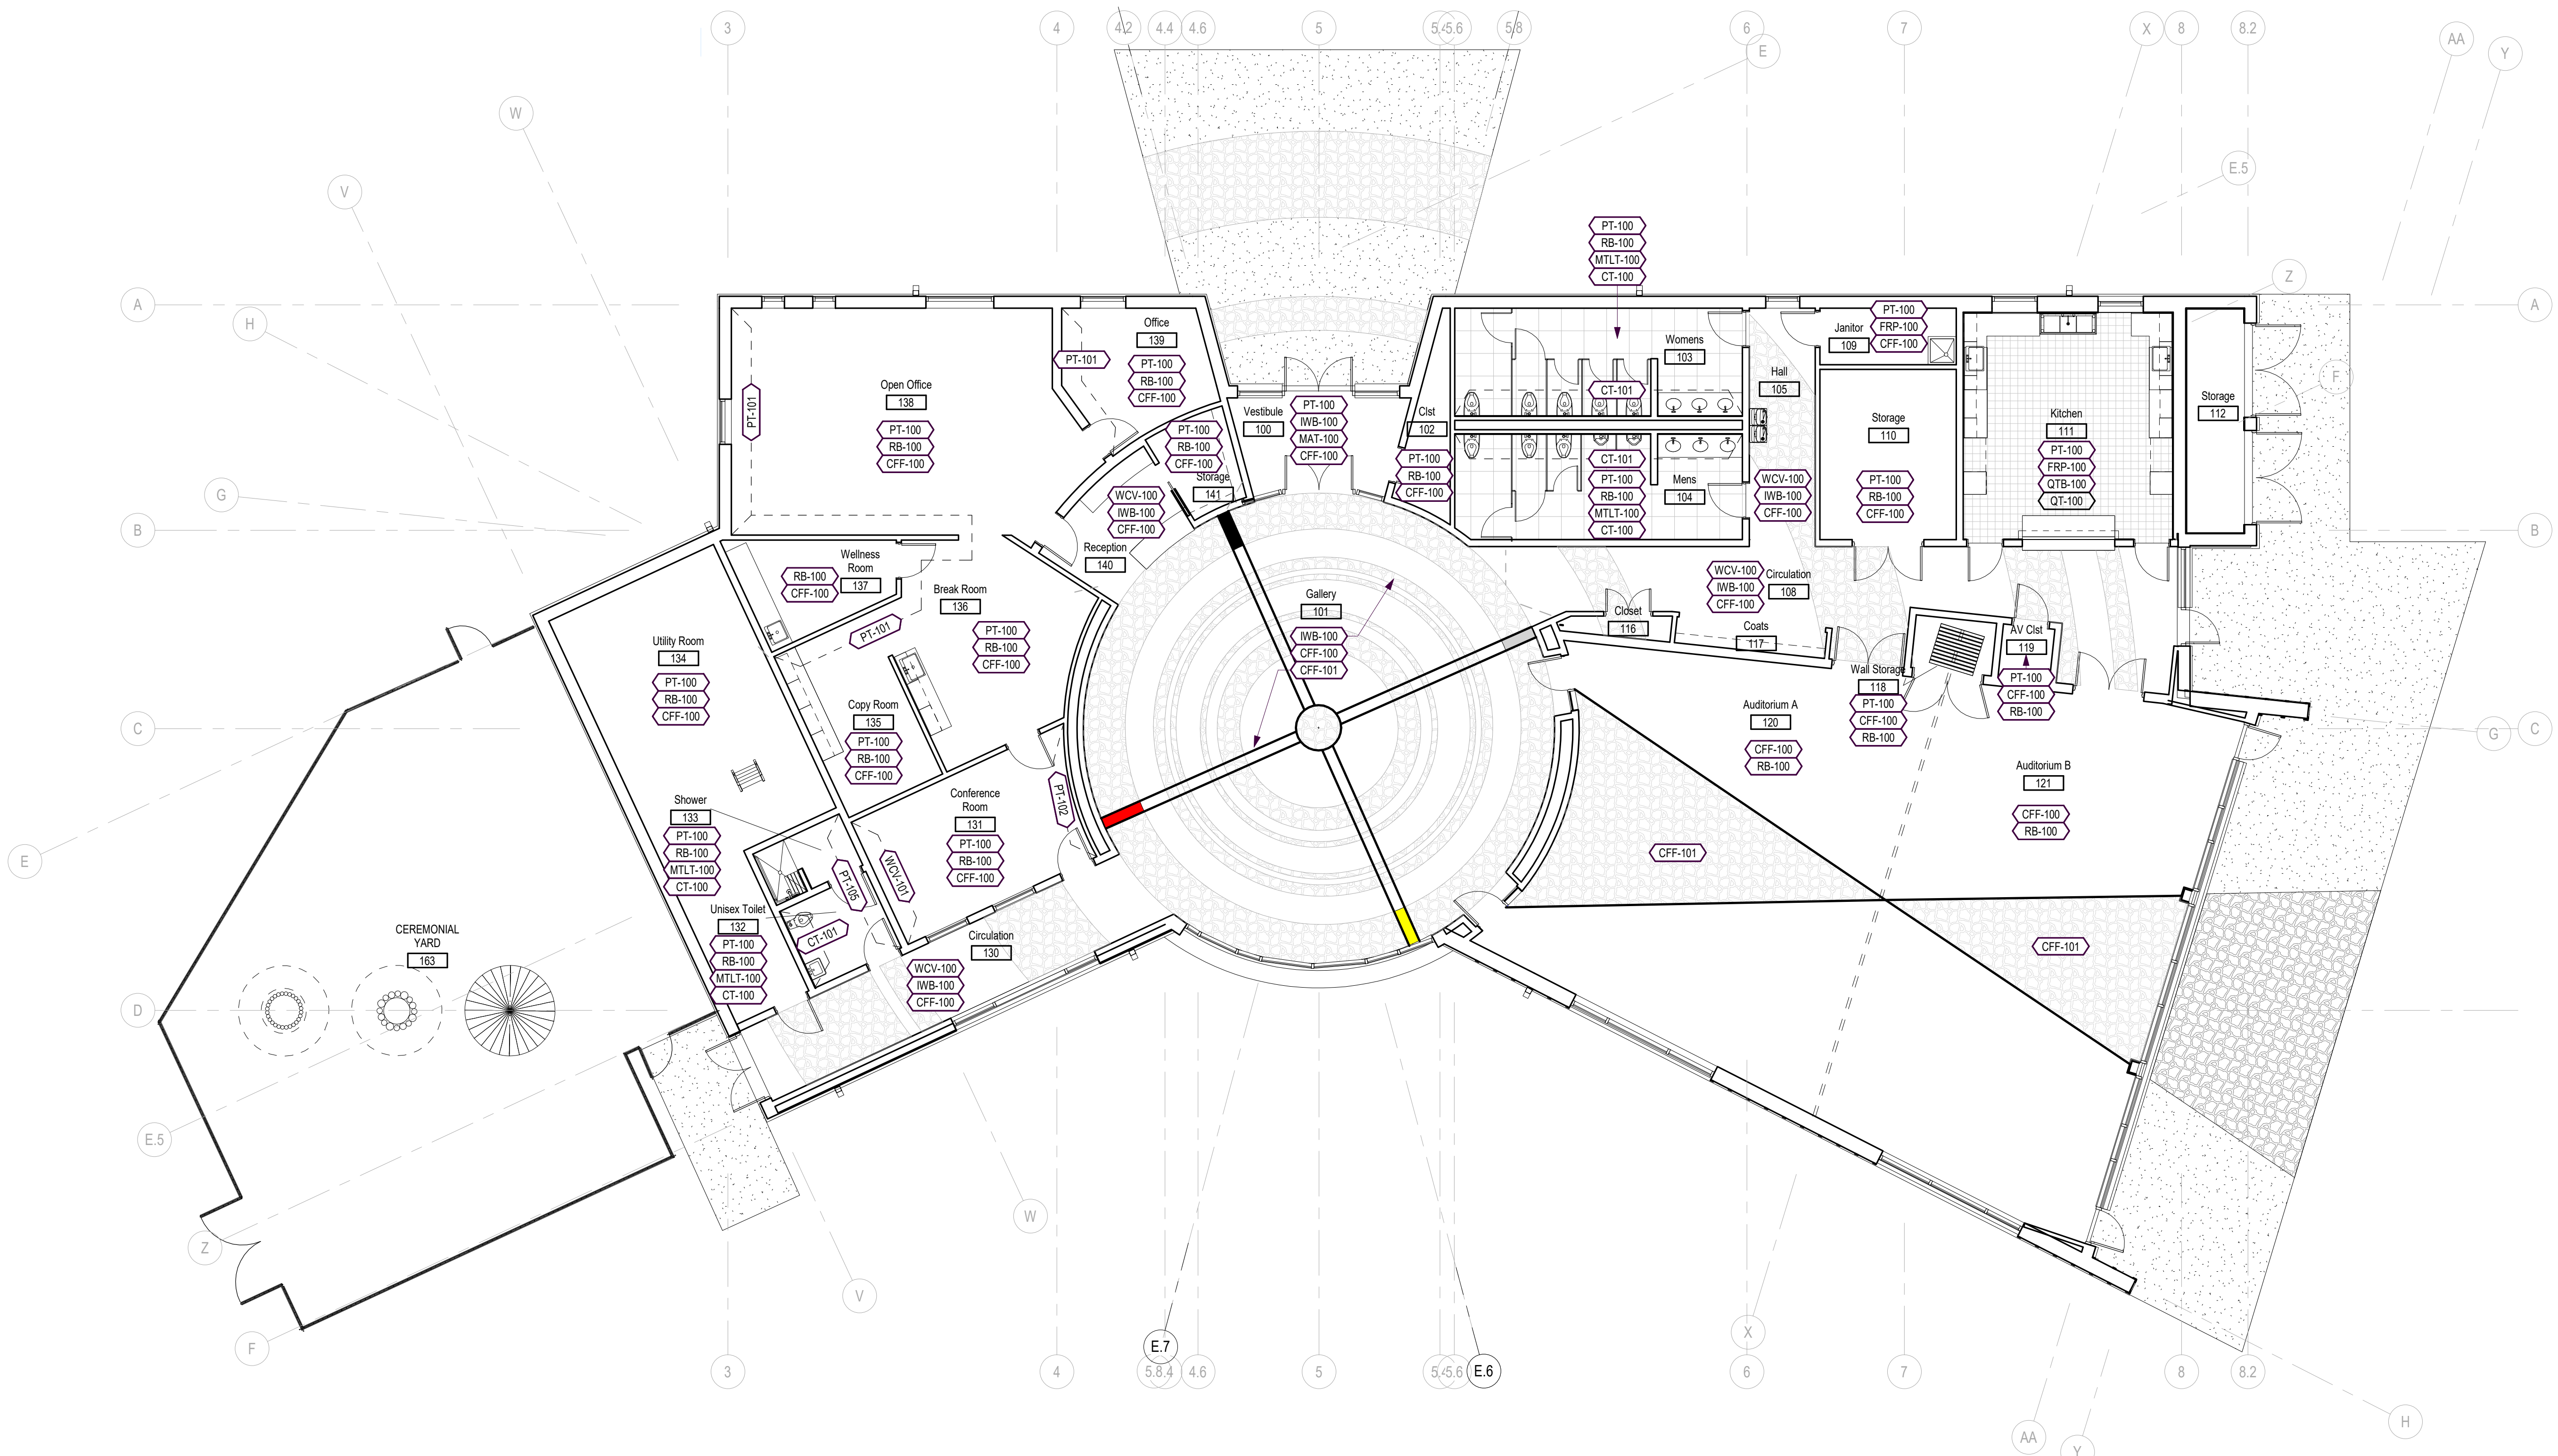 3
4
4.2
4.4
4.6
5
5.6
5.8
6
7
X
8
8.2
AA
Y
E
W
V
E.5
Z
A
H
A
F
G
B
B
C
G
C
E
D
E.5
Z
F
V
W
E.7
E.6
X
AA
Y
H
3
4
4.6
5
5.6
6
7
8
8.2
PT-100
RB-100
MTLT-100
CT-100
Office
139
PT-100
RB-100
CFF-100
PT-101
Open Office
138
PT-100
RB-100
CFF-100
PT-101
PT-100
RB-100
CFF-100
Storage
141
Vestibule
100
PT-100
IWB-100
MAT-100
CFF-100
Clst
102
PT-100
RB-100
CFF-100
Womens
103
CT-101
CT-101
PT-100
RB-100
MTLT-100
CT-100
Mens
104
Hall
105
WCV-100
IWB-100
CFF-100
Janitor
109
PT-100
FRP-100
CFF-100
Storage
110
PT-100
RB-100
CFF-100
Kitchen
111
PT-100
FRP-100
QTB-100
QT-100
Storage
112
WCV-100
IWB-100
CFF-100
Reception
140
Wellness
Room
137
RB-100
CFF-100
Break Room
136
PT-100
RB-100
CFF-100
PT-101
Gallery
101
IWB-100
CFF-100
CFF-101
Closet
116
Coats
117
WCV-100
IWB-100
CFF-100
Circulation
108
AV Clst
119
PT-100
CFF-100
RB-100
Wall Storage
118
PT-100
CFF-100
RB-100
Utility Room
134
PT-100
RB-100
CFF-100
Copy Room
135
PT-100
RB-100
CFF-100
Auditorium A
120
CFF-100
RB-100
Auditorium B
121
CFF-100
RB-100
CFF-101
CFF-101
Shower
133
PT-100
RB-100
MTLT-100
CT-100
Conference
Room
131
PT-100
RB-100
CFF-100
PT-102
WCV-101
PT-105
CT-101
Unisex Toilet
132
PT-100
RB-100
MTLT-100
CT-100
Circulation
130
WCV-100
IWB-100
CFF-100
CEREMONIAL
YARD
163